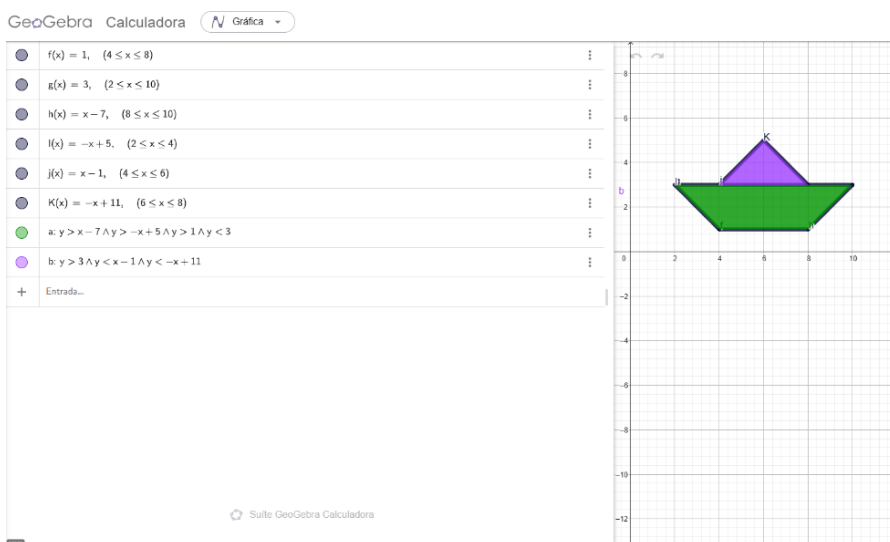 GeoGebra Calculadora Gráfica
f(x) = 1, (4 ≤ x ≤ 8)
g(x) = 3, (2 ≤ x ≤ 10)
h(x) = x − 7, (8 ≤ x ≤ 10)
I(x) = −x + 5, (2 ≤ x ≤ 4)
j(x) = x − 1, (4 ≤ x ≤ 6)
K(x) = −x + 11, (6 ≤ x ≤ 8)
a: y > x − 7 ∧ y > −x + 5 ∧ y > 1 ∧ y < 3
b: y > 3 ∧ y < x − 1 ∧ y < −x + 11
+ Entrada...
Suíte GeoGebra Calculadora
8
6
K
4
b
2
0 2 4 6 8 10
−2
−4
−6
−8
−10
−12